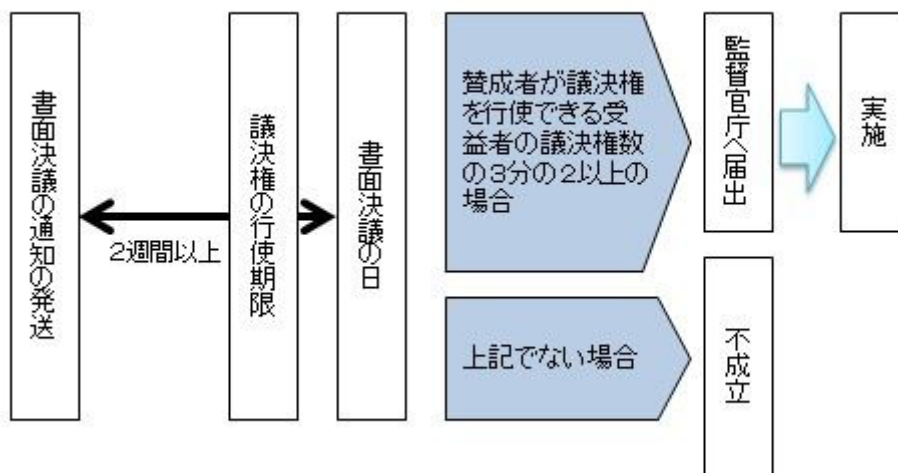 書面決議の通知の発送
2週間以上
議決権の行使期限
書面決議の日
賛成者が議決権
を行使できる受
益者の議決権数
の3分の2以上の
場合
監督官庁へ届出
実施
上記でない場合
不成立